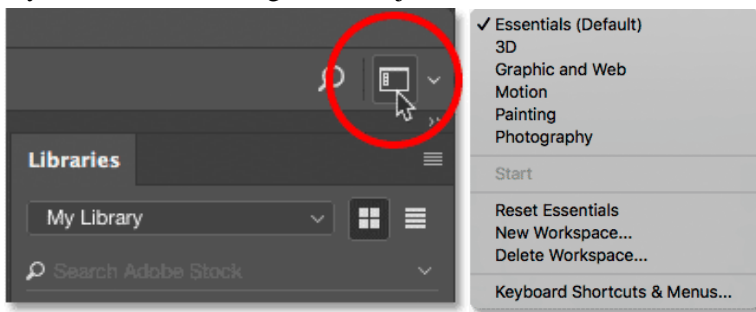 Libraries
My Library
Search Adobe Stock
✓ Essentials (Default)
3D
Graphic and Web
Motion
Painting
Photography
Start
Reset Essentials
New Workspace...
Delete Workspace...
Keyboard Shortcuts & Menus...